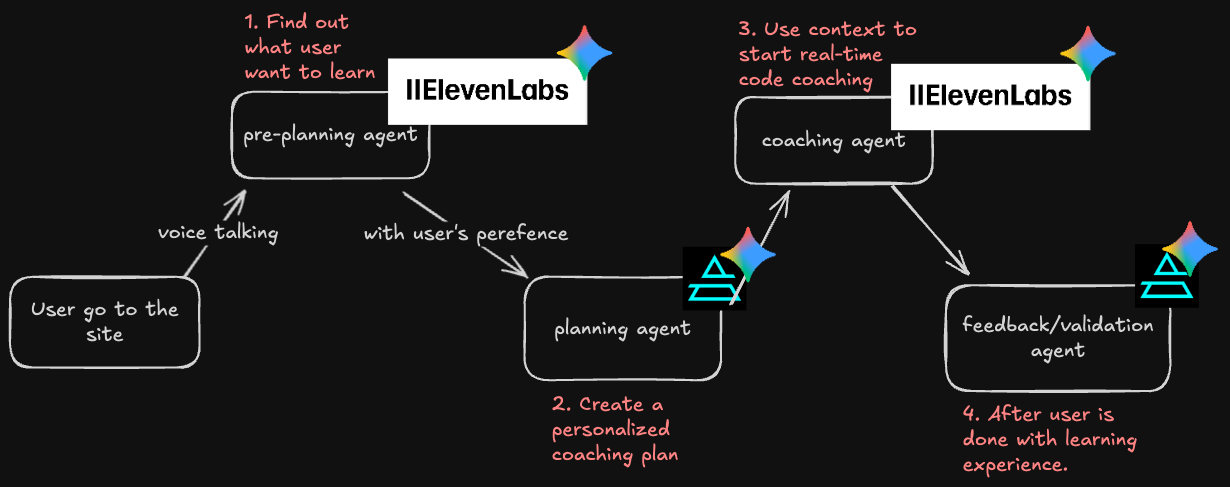 1. Find out
what user
want to learn
IIElevenLabs
pre-planning agent
voice talking
with user's perefence
User go to the
site
planning agent
2. Create a
personalized
coaching plan
3. Use context to
start real-time
code coaching
IIElevenLabs
coaching agent
feedback/validation
agent
4. After user is
done with learning
experience.